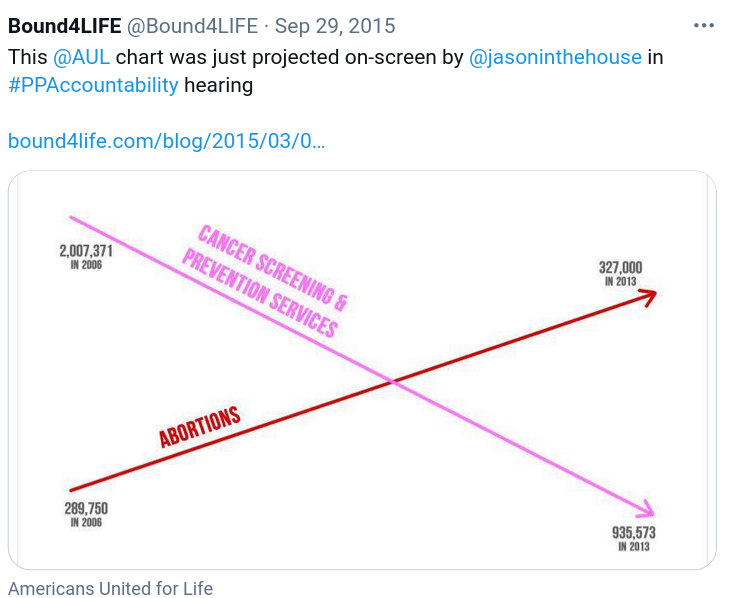 Bound4LIFE @Bound4LIFE · Sep 29, 2015
This @AUL chart was just projected on-screen by @jasoninthehouse in
#PPAccountability hearing
bound4life.com/blog/2015/03/0…
2,007,371
IN 2006
CANCER SCREENING &
PREVENTION SERVICES
327,000
IN 2013
ABORTIONS
289,750
IN 2006
935,573
IN 2013
Americans United for Life